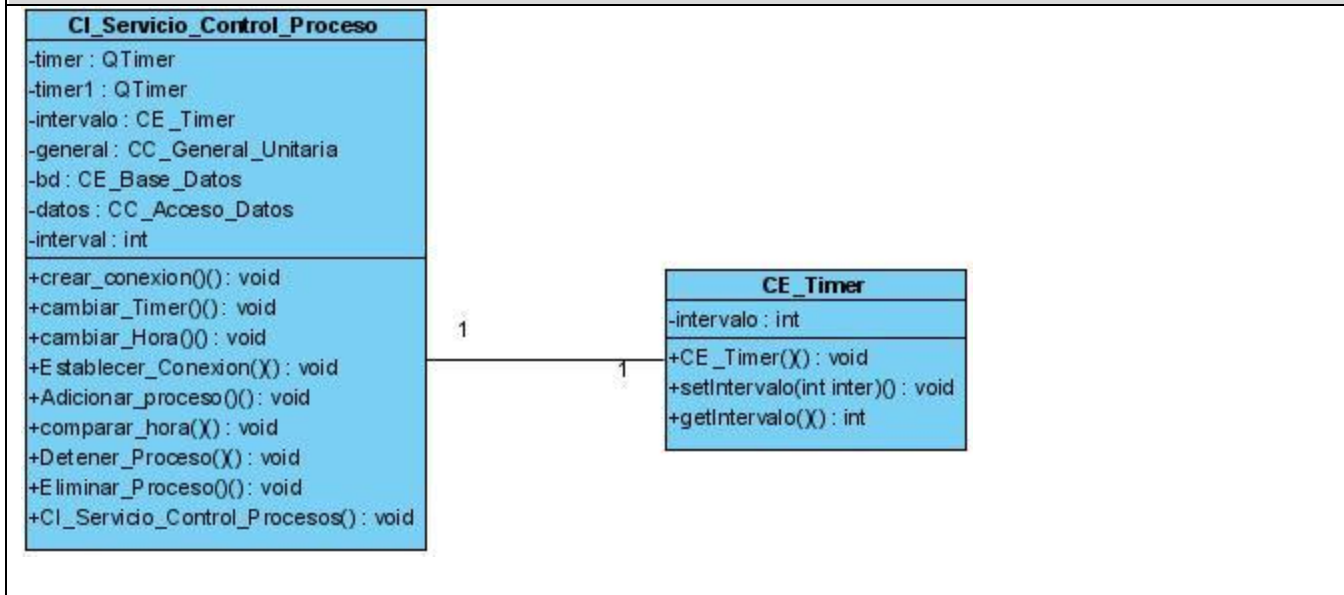 CI_Servicio_Control_Proceso
-timer : QTimer
-timer1 : QTimer
-intervalo : CE_Timer
-general : CC_General_Unitaria
-bd : CE_Base_Datos
-datos : CC_Acceso_Datos
-interval : int
+crear_conexion()() : void
+cambiar_Timer()() : void
+cambiar_Hora()() : void
+Establecer_Conexion()() : void
+Adicionar_proceso()() : void
+comparar_hora()() : void
+Detener_Proceso()() : void
+Eliminar_Proceso()() : void
+CI_Servicio_Control_Procesos() : void
1
1
CE_Timer
-intervalo : int
+CE_Timer()() : void
+setIntervalo(int inter)() : void
+getIntervalo()() : int